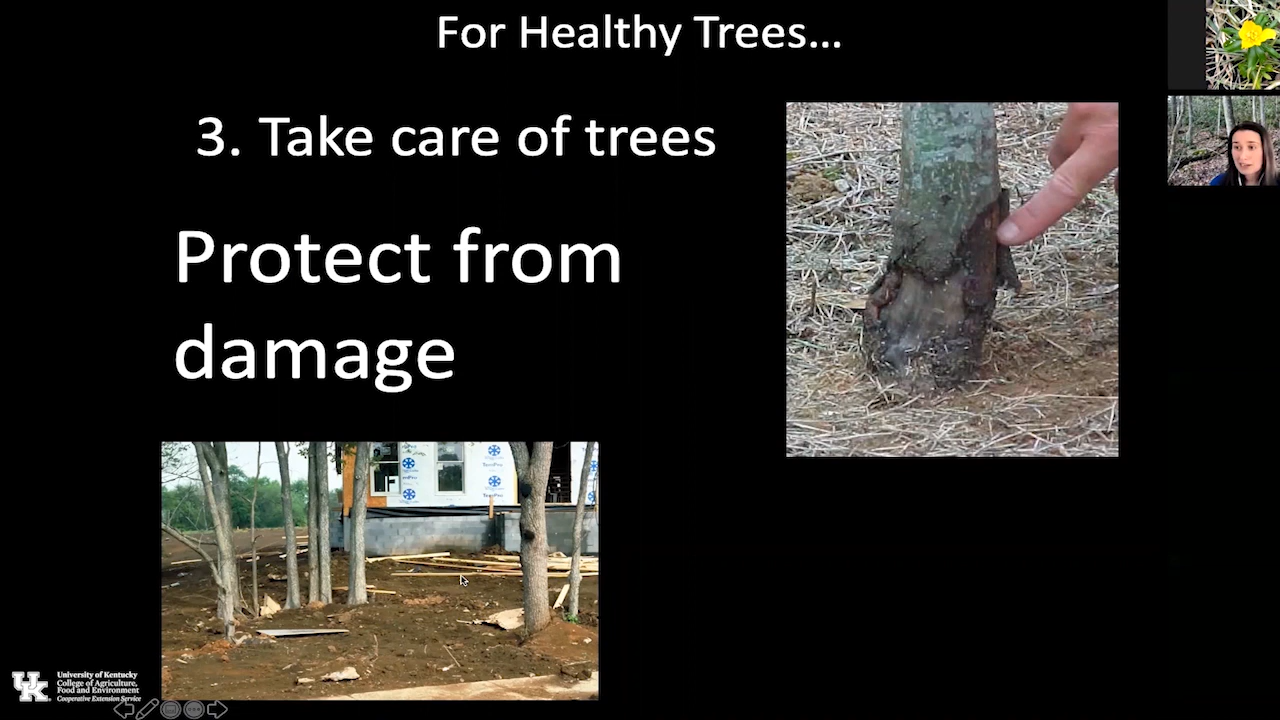 For Healthy Trees...
3. Take care of trees
Protect from
damage
University of Kentucky
College of Agriculture,
Food and Environment
Cooperative Extension Service
UK